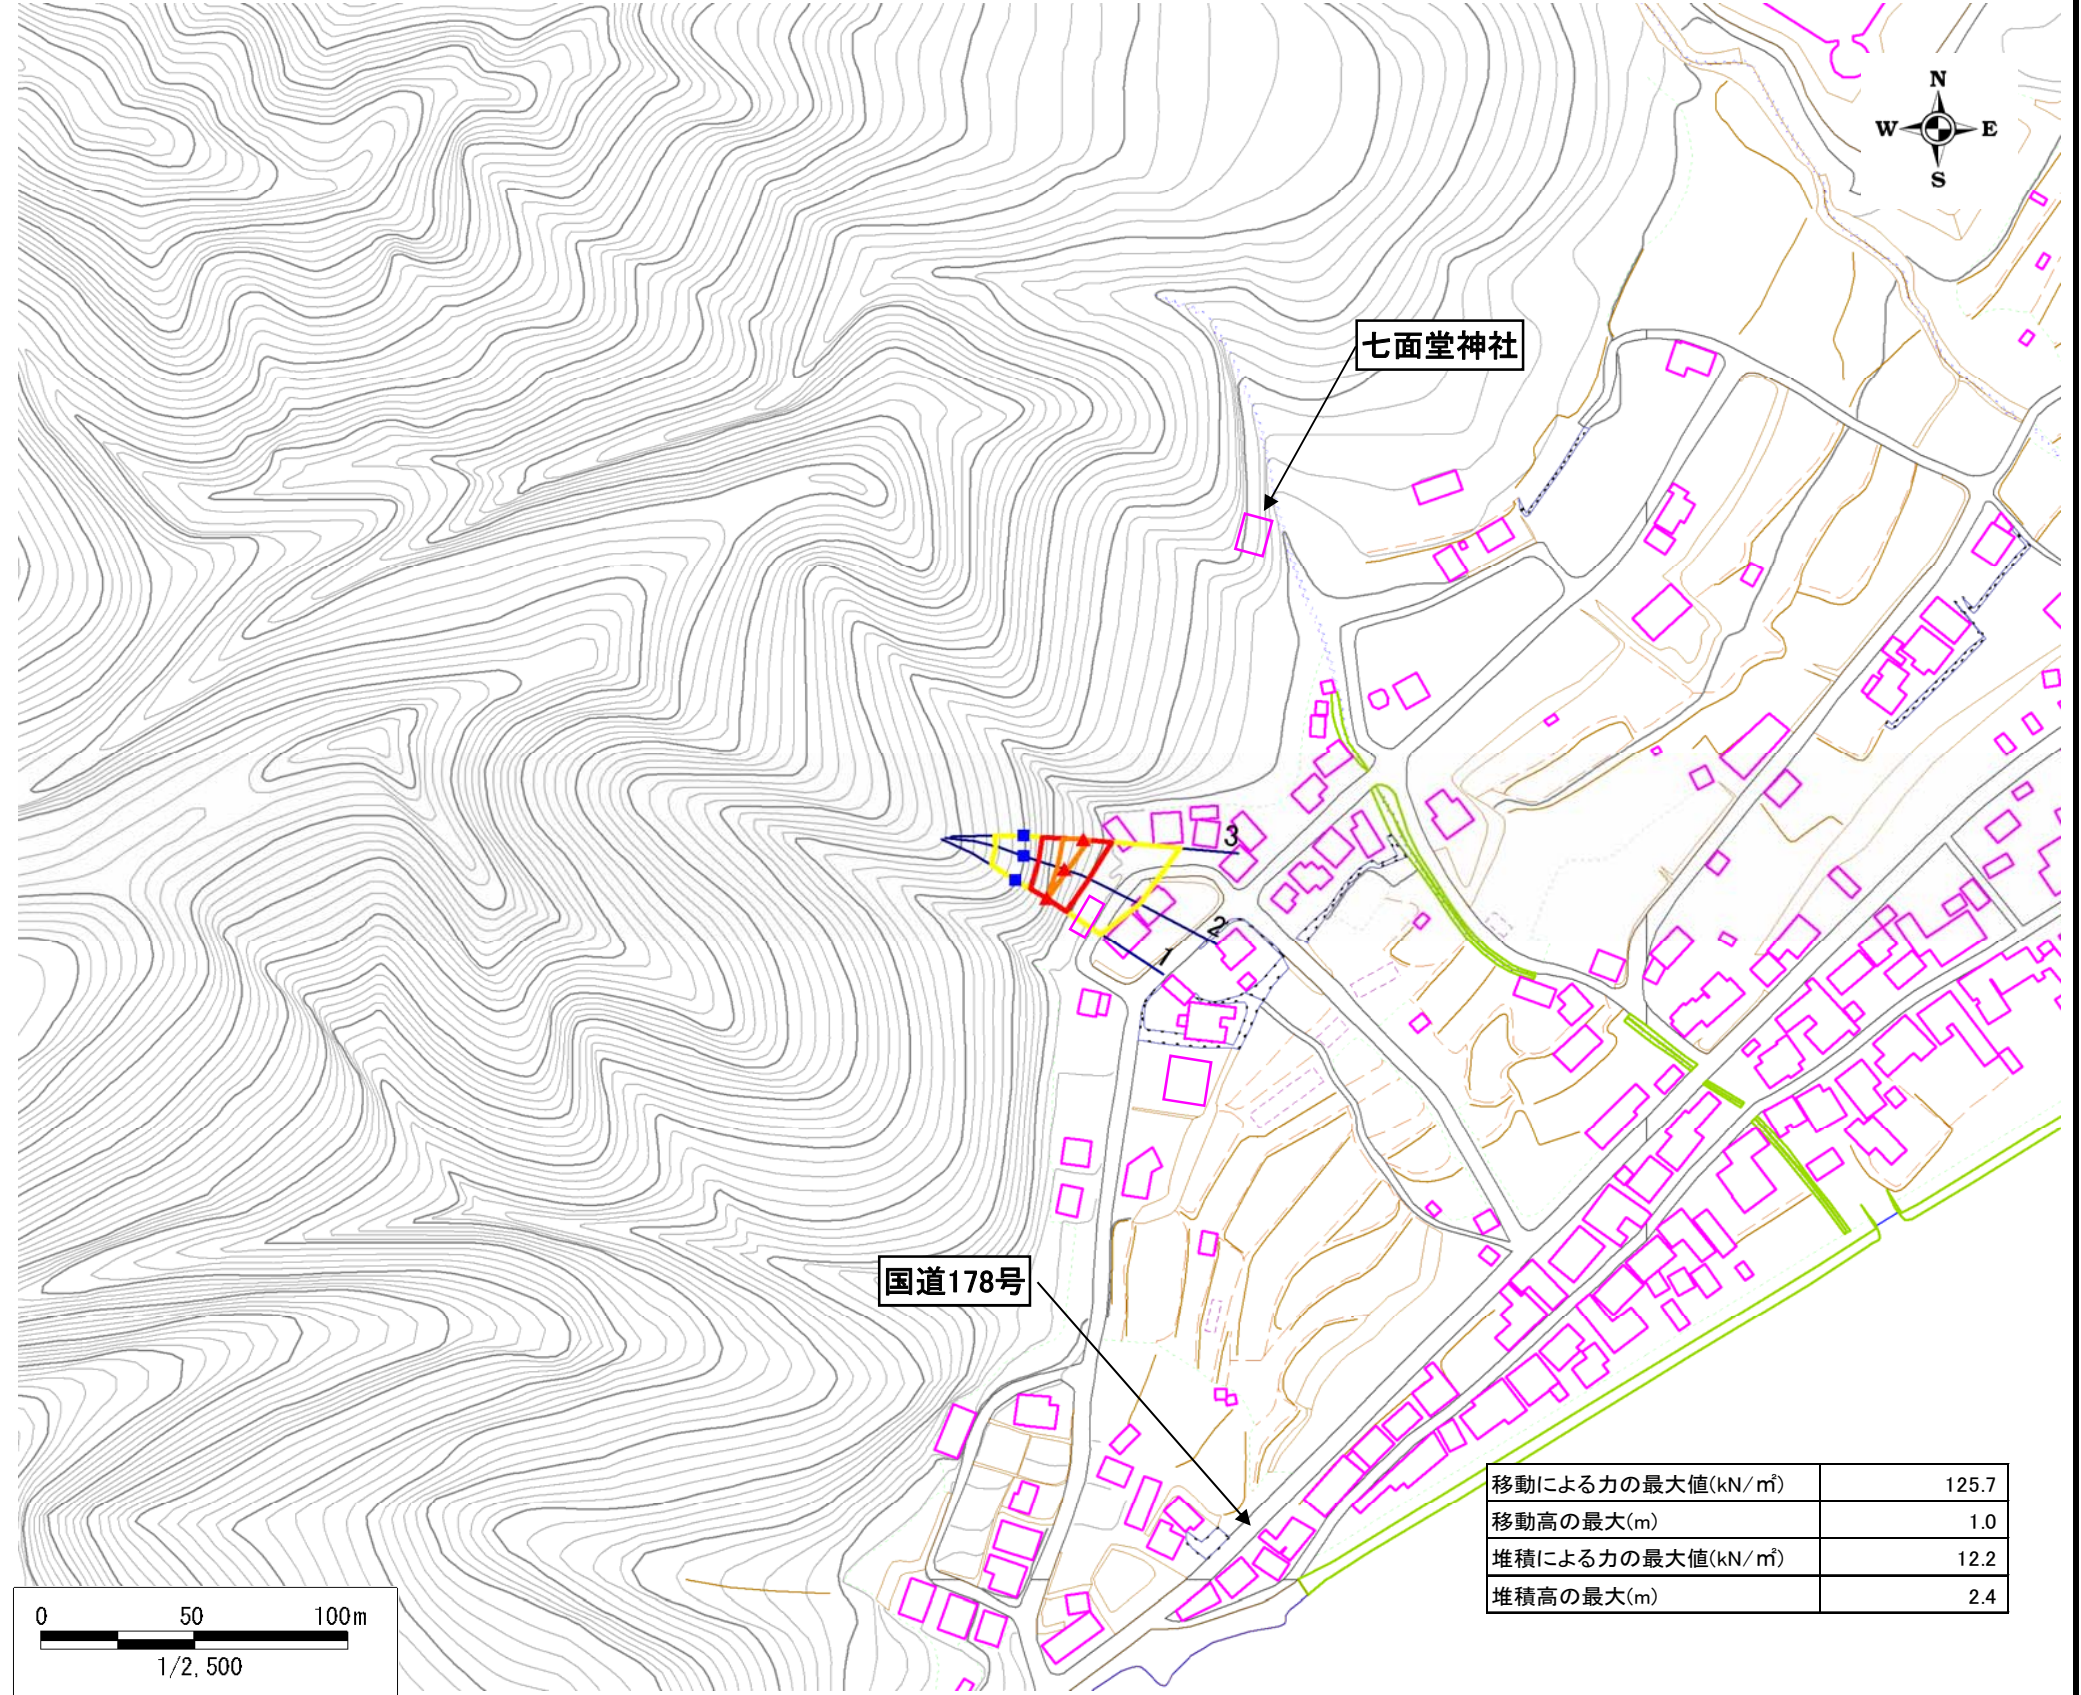 N
W E
S
七面堂神社
3
2
1
国道178号
移動による力の最大値(kN/㎡) 125.7
移動高の最大(m) 1.0
堆積による力の最大値(kN/㎡) 12.2
堆積高の最大(m) 2.4
0 50 100m
1/2,500